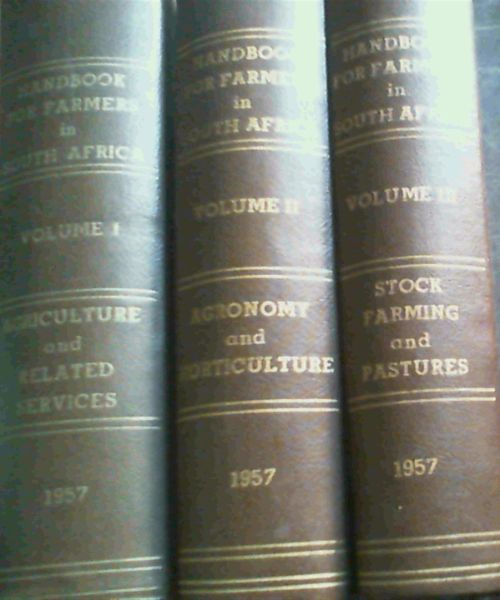 HANDBOOK
FOR FARMERS
in
SOUTH AFRICA
VOLUME I
AGRICULTURE
and
RELATED
SERVICES
1957
HANDBOOK
FOR FARMERS
in
SOUTH AFRICA
VOLUME II
AGRONOMY
and
HORTICULTURE
1957
HANDBOOK
FOR FARMERS
in
SOUTH AFRICA
VOLUME III
STOCK
FARMING
and
PASTURES
1957